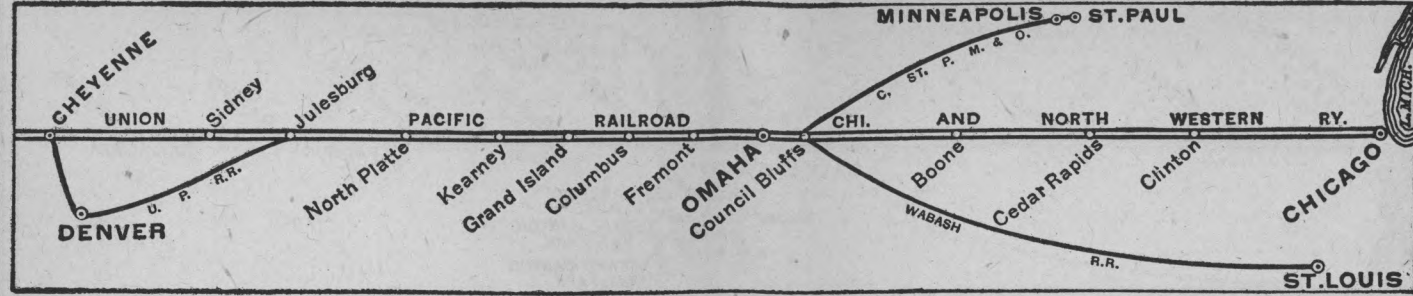 MINNEAPOLIS ST. PAUL
C. ST. P. M. & O.
CHEYENNE
Sidney
Julesburg
UNION PACIFIC RAILROAD
CHI. AND NORTH WESTERN RY.
L. MICH.
North Platte
Kearney
Grand Island
Columbus
Fremont
OMAHA
Council Bluffs
Boone
Cedar Rapids
Clinton
CHICAGO
U. P. R.R.
DENVER
WABASH R.R.
ST. LOUIS